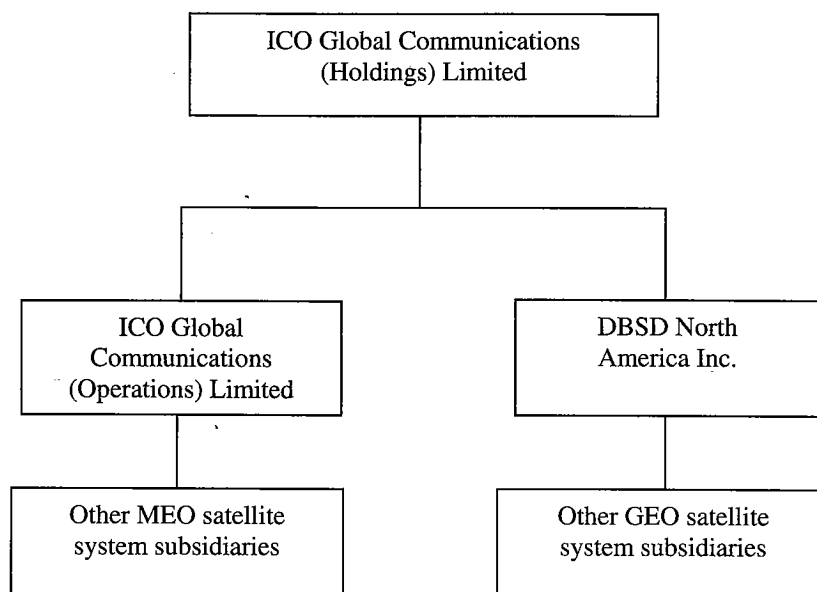 ICO Global Communications
(Holdings) Limited
ICO Global
Communications
(Operations) Limited
DBSD North
America Inc.
Other MEO satellite
system subsidiaries
Other GEO satellite
system subsidiaries